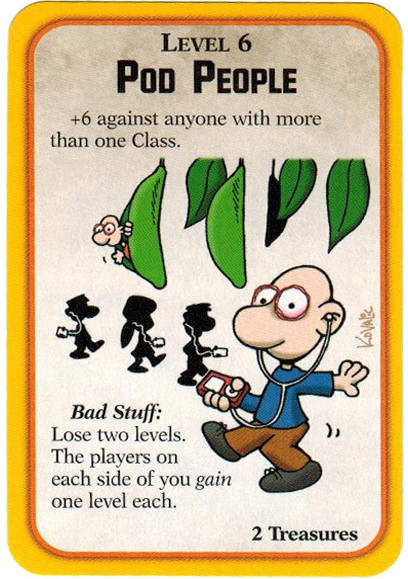 LEVEL 6
POD PEOPLE
+6 against anyone with more
than one Class.
KOVALIC
Bad Stuff:
Lose two levels.
The players on
each side of you gain
one level each.
2 Treasures